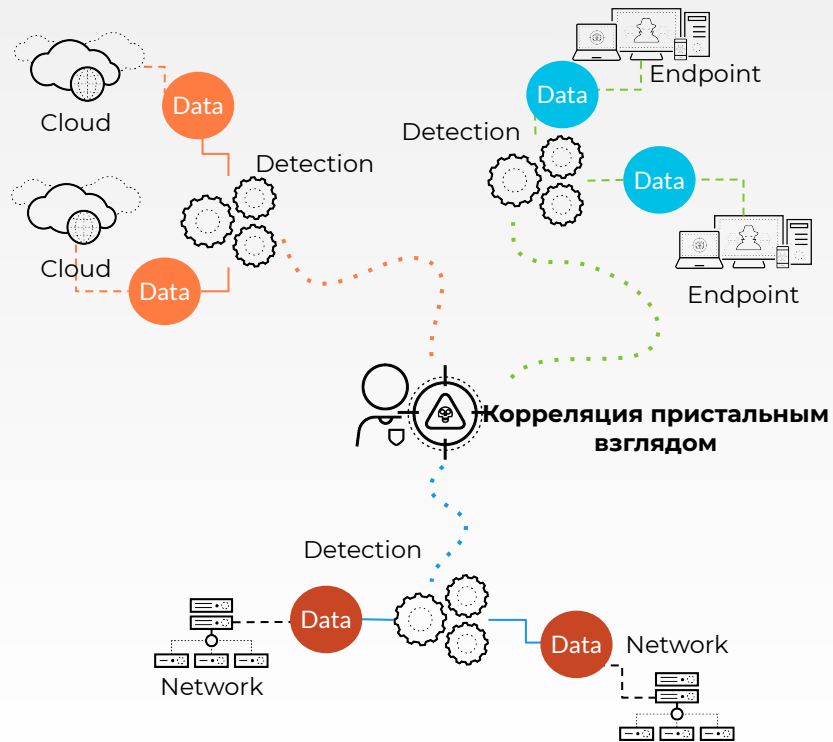 Cloud
Data
Detection
Cloud
Data
Endpoint
Data
Detection
Data
Endpoint
Корреляция пристальным
взглядом
Detection
Data
Network
Data
Network